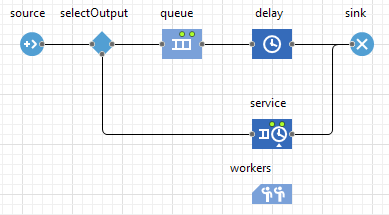 source
selectOutput
queue
delay
sink
service
workers